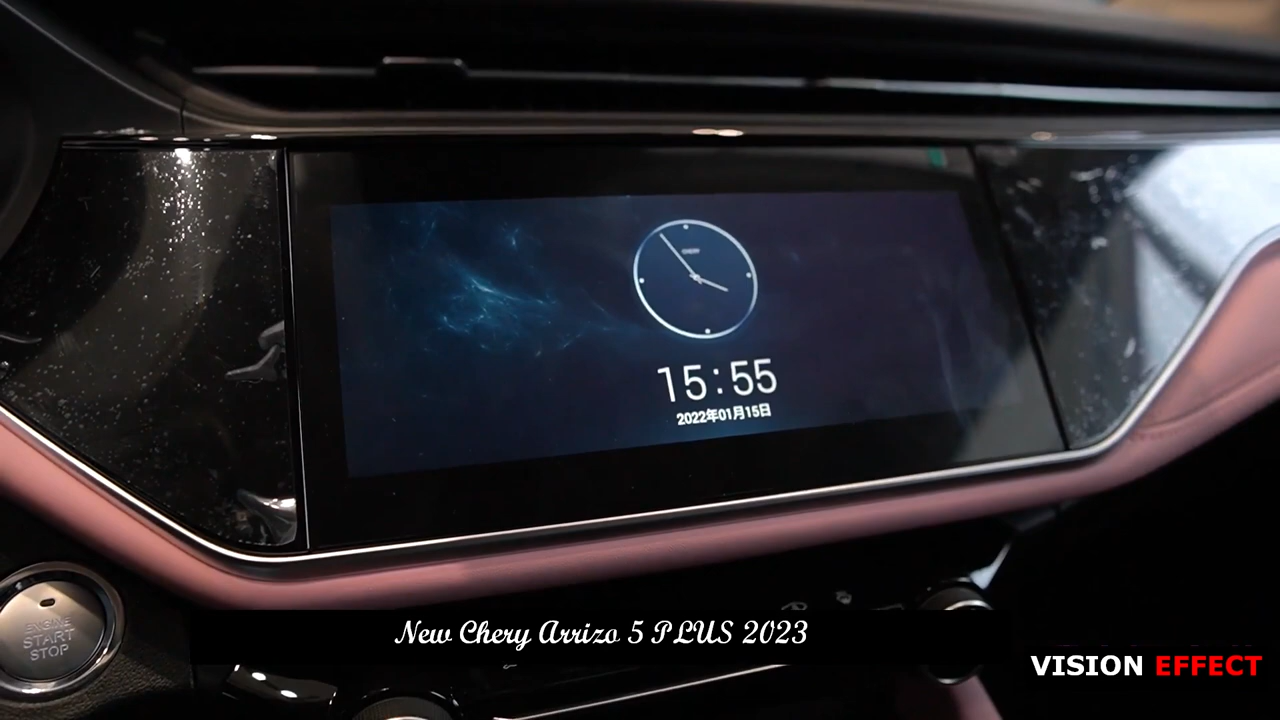 CHERY
15:55
2022年01月15日
ENGINE
START
STOP
New Chery Arrizo 5 PLUS 2023
VISION EFFECT